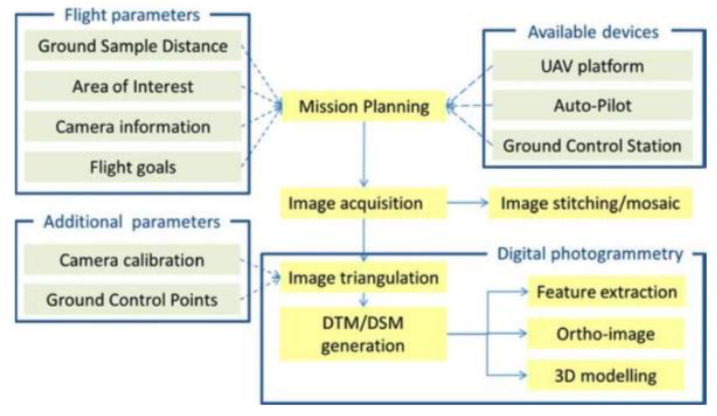 Flight parameters
Ground Sample Distance
Area of Interest
Camera information
Flight goals
Available devices
UAV platform
Auto-Pilot
Ground Control Station
Mission Planning
Image acquisition
Image stitching/mosaic
Additional parameters
Camera calibration
Ground Control Points
Digital photogrammetry
Image triangulation
DTM/DSM
generation
Feature extraction
Ortho-image
3D modelling